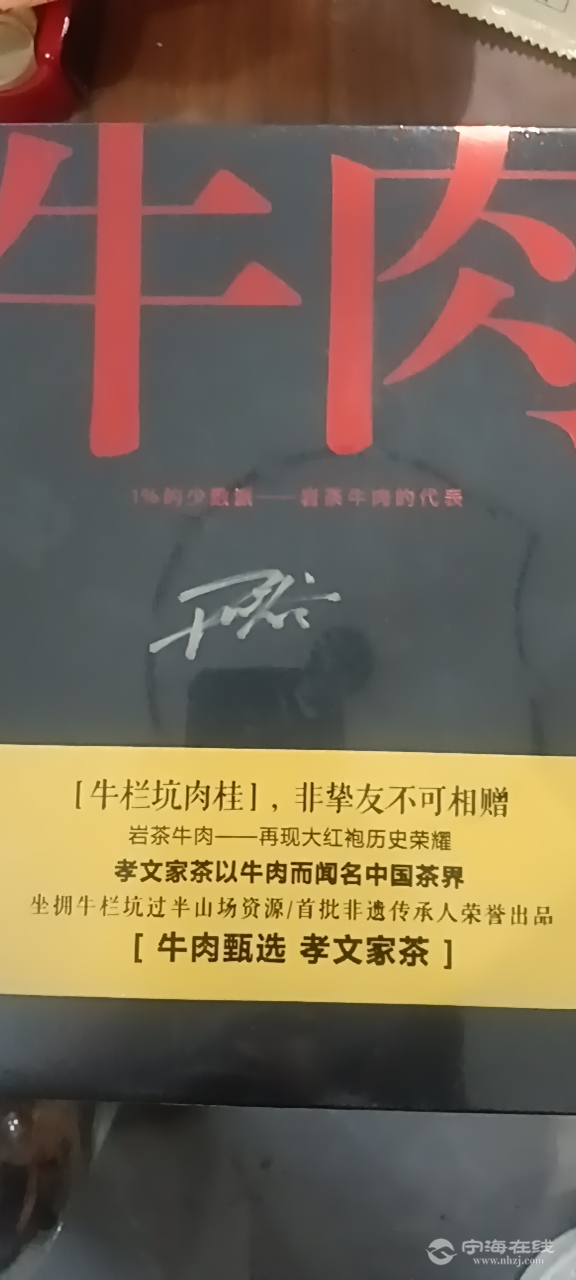 牛肉
1%的少数派——岩茶牛肉的代表
[牛栏坑肉桂]，非挚友不可相赠
岩茶牛肉——再现大红袍历史荣耀
孝文家茶以牛肉而闻名中国茶界
坐拥牛栏坑过半山场资源/首批非遗传承人荣誉出品
[ 牛肉甄选 孝文家茶 ]
宁海在线
www.nhzj.com